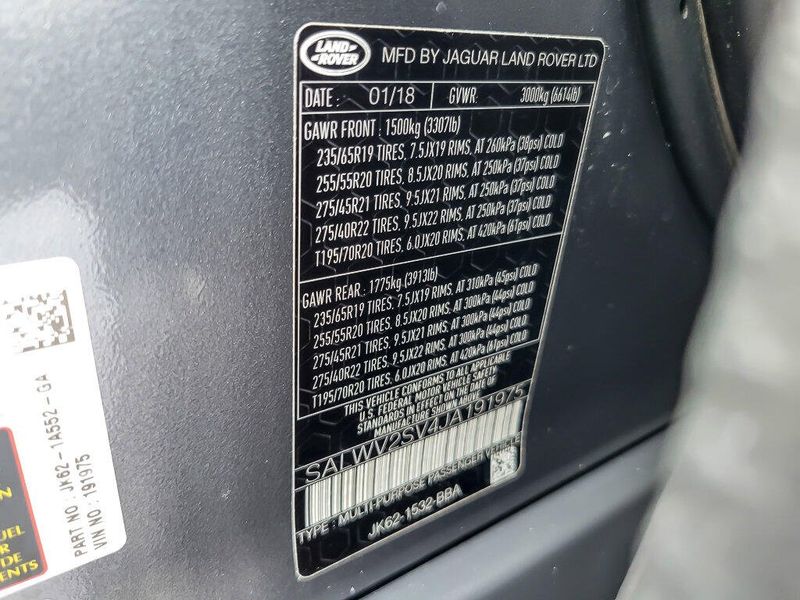 LAND ROVER
MFD BY JAGUAR LAND ROVER LTD
DATE : 01/18 GVWR: 3000kg (6614lb)
GAWR FRONT : 1500kg (3307lb)
235/65R19 TIRES, 7.5JX19 RIMS, AT 260kPa (38psi) COLD
255/55R20 TIRES, 8.5JX20 RIMS, AT 250kPa (37psi) COLD
275/45R21 TIRES, 9.5JX21 RIMS, AT 250kPa (37psi) COLD
275/40R22 TIRES, 9.5JX22 RIMS, AT 250kPa (37psi) COLD
T195/70R20 TIRES, 6.0JX20 RIMS, AT 420kPa (61psi) COLD
GAWR REAR : 1775kg (3913lb)
235/65R19 TIRES, 7.5JX19 RIMS, AT 310kPa (45psi) COLD
255/55R20 TIRES, 8.5JX20 RIMS, AT 300kPa (44psi) COLD
275/45R21 TIRES, 9.5JX21 RIMS, AT 300kPa (44psi) COLD
275/40R22 TIRES, 9.5JX22 RIMS, AT 300kPa (44psi) COLD
T195/70R20 TIRES, 6.0JX20 RIMS, AT 420kPa (61psi) COLD
THIS VEHICLE CONFORMS TO ALL APPLICABLE
U.S. FEDERAL MOTOR VEHICLE SAFETY
STANDARDS IN EFFECT ON THE DATE OF
MANUFACTURE SHOWN ABOVE.
SALWV2SV4JA191975
TYPE : MULTI-PURPOSE PASSENGER VEHICLE
JK62-1532-BBA
PART NO : JK62 - 1A552 - GA
VIN NO : 191975